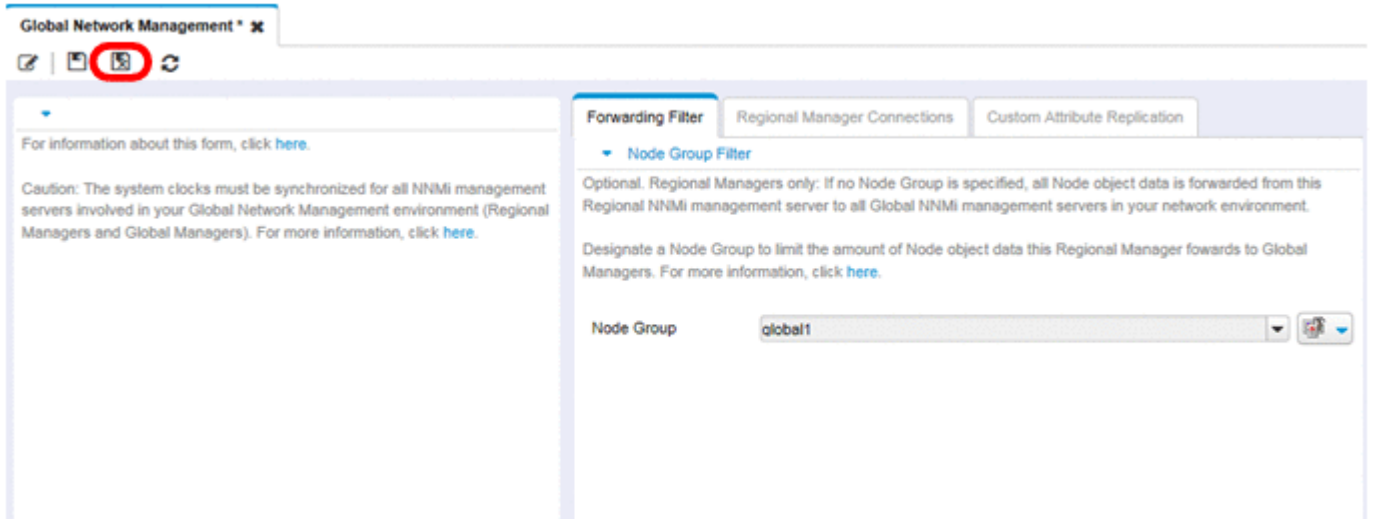 Global Network Management *
For information about this form, click here.
Caution: The system clocks must be synchronized for all NNMi management
servers involved in your Global Network Management environment (Regional
Managers and Global Managers). For more information, click here.
Forwarding Filter
Regional Manager Connections
Custom Attribute Replication
Node Group Filter
Optional. Regional Managers only: If no Node Group is specified, all Node object data is forwarded from this
Regional NNMi management server to all Global NNMi management servers in your network environment.
Designate a Node Group to limit the amount of Node object data this Regional Manager fowards to Global
Managers. For more information, click here.
Node Group
global1